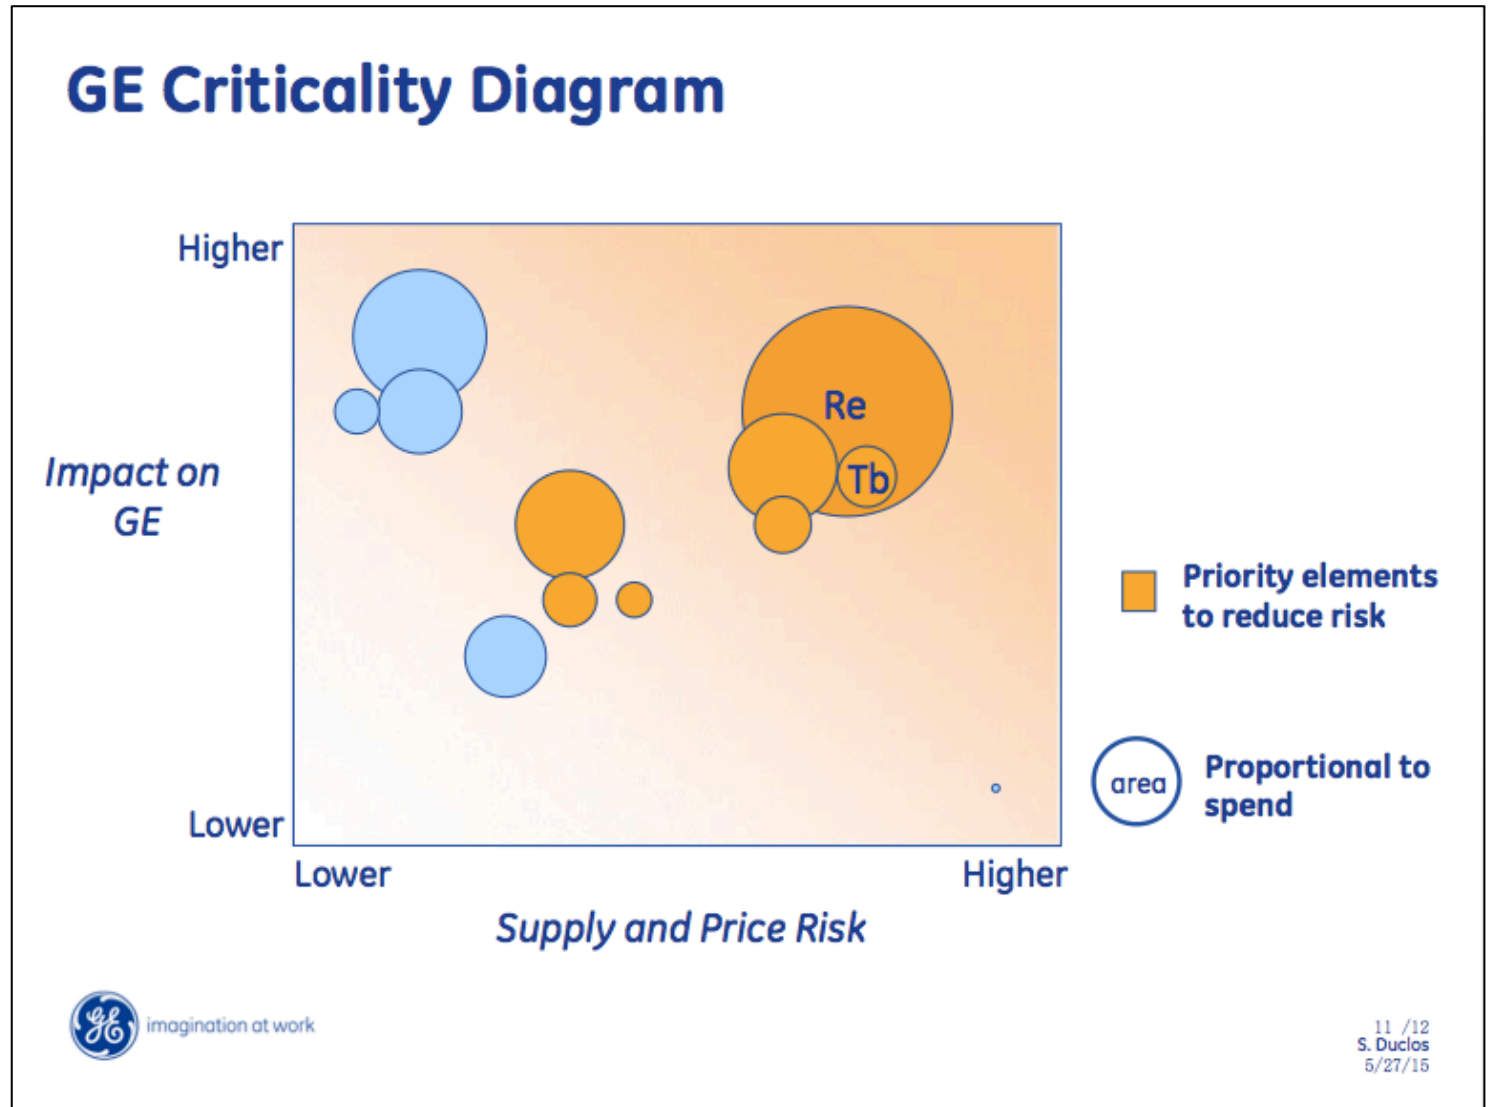 GE Criticality Diagram
Higher
Impact on
GE
Re
Tb
Priority elements
to reduce risk
area
Proportional to
spend
Lower
Lower
Higher
Supply and Price Risk
GE
imagination at work
11 /12
S. Duclos
5/27/15